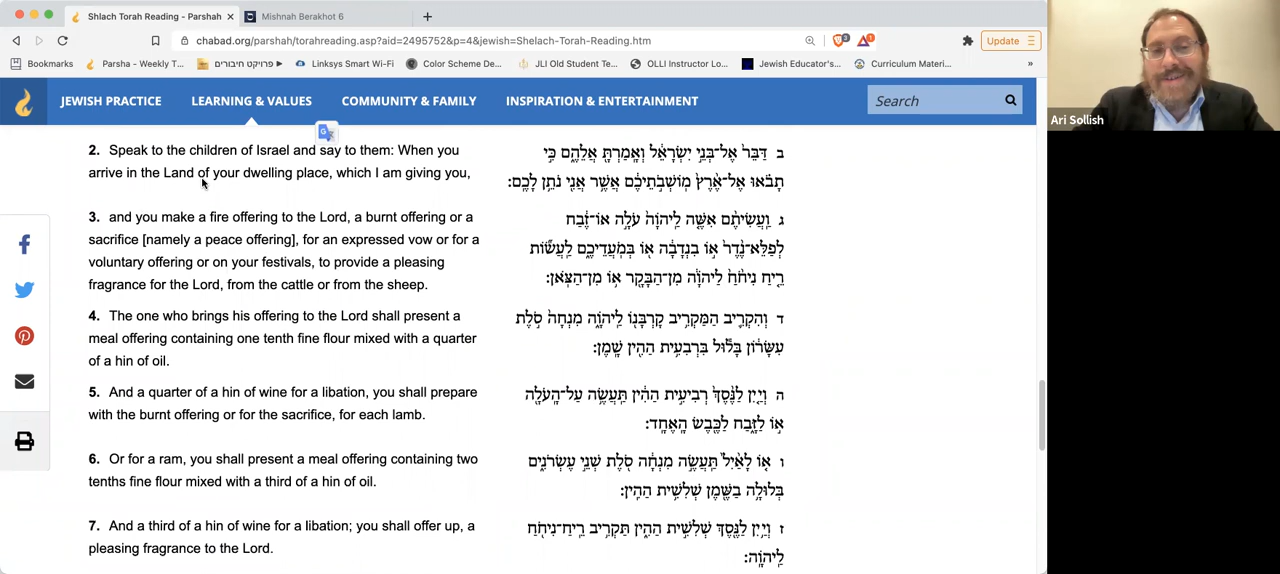 Shlach Torah Reading - Parshah
Mishnah Berakhot 6
chabad.org/parshah/torahreading.asp?aid=2495752&p=4&jewish=Shelach-Torah-Reading.htm
Update
Bookmarks
Parsha - Weekly T...
פרויקט חיבורים
Linksys Smart Wi-Fi
Color Scheme De...
JLI Old Student Te...
OLLI Instructor Lo...
Jewish Educator's...
Curriculum Materi...
»
JEWISH PRACTICE
LEARNING & VALUES
COMMUNITY & FAMILY
INSPIRATION & ENTERTAINMENT
Search
Ari Sollish
2. Speak to the children of Israel and say to them: When you
arrive in the Land of your dwelling place, which I am giving you,
ב דַּבֵּר֙ אֶל־בְּנֵ֣י יִשְׂרָאֵ֔ל וְאָֽמַרְתָּ֖ אֲלֵהֶ֑ם כִּ֣י
תָבֹ֗אוּ אֶל־אֶ֨רֶץ֙ מֽוֹשְׁבֹ֣תֵיכֶ֔ם אֲשֶׁ֥ר אֲנִ֖י נֹתֵ֥ן לָכֶֽם:
3. and you make a fire offering to the Lord, a burnt offering or a
sacrifice [namely a peace offering], for an expressed vow or for a
voluntary offering or on your festivals, to provide a pleasing
fragrance for the Lord, from the cattle or from the sheep.
ג וַֽעֲשִׂיתֶ֨ם אִשֶּׁ֤ה לַֽיהֹוָה֙ עֹלָ֣ה אוֹ־זֶ֔בַח
לְפַלֵּא־נֶ֨דֶר֙ א֣וֹ בִנְדָבָ֔ה א֖וֹ בְּמֹֽעֲדֵיכֶ֑ם לַֽעֲשׂ֞וֹת
רֵ֤יחַ נִיחֹ֨חַ֙ לַֽיהֹוָ֔ה מִן־הַבָּקָ֖ר א֥וֹ מִן־הַצֹּֽאן:
4. The one who brings his offering to the Lord shall present a
meal offering containing one tenth fine flour mixed with a quarter
of a hin of oil.
ד וְהִקְרִ֛יב הַמַּקְרִ֥יב קָרְבָּנ֖וֹ לַֽיהֹוָ֑ה מִנְחָה֙ סֹ֣לֶת
עִשָּׂר֔וֹן בָּל֕וּל בִּרְבִעִ֥ית הַהִ֖ין שָֽׁמֶן:
5. And a quarter of a hin of wine for a libation, you shall prepare
with the burnt offering or for the sacrifice, for each lamb.
ה וְיַ֤יִן לַנֶּ֨סֶךְ֙ רְבִיעִ֣ית הַהִ֔ין תַּֽעֲשֶׂ֥ה עַל־הָֽעֹלָ֖ה
א֣וֹ לַזָּ֑בַח לַכֶּ֖בֶשׂ הָֽאֶחָֽד:
6. Or for a ram, you shall present a meal offering containing two
tenths fine flour mixed with a third of a hin of oil.
ו א֤וֹ לָאַ֨יִל֙ תַּֽעֲשֶׂ֣ה מִנְחָ֔ה סֹ֖לֶת שְׁנֵ֣י עֶשְׂרֹנִ֑ים
בְּלוּלָ֥ה בַשֶּׁ֖מֶן שְׁלִשִׁ֥ית הַהִֽין:
7. And a third of a hin of wine for a libation; you shall offer up, a
pleasing fragrance to the Lord.
ז וְיַ֥יִן לַנֶּ֖סֶךְ שְׁלִשִׁ֣ית הַהִ֑ין תַּקְרִ֥יב רֵֽיחַ־נִיחֹ֖חַ
לַֽיהֹוָֽה: